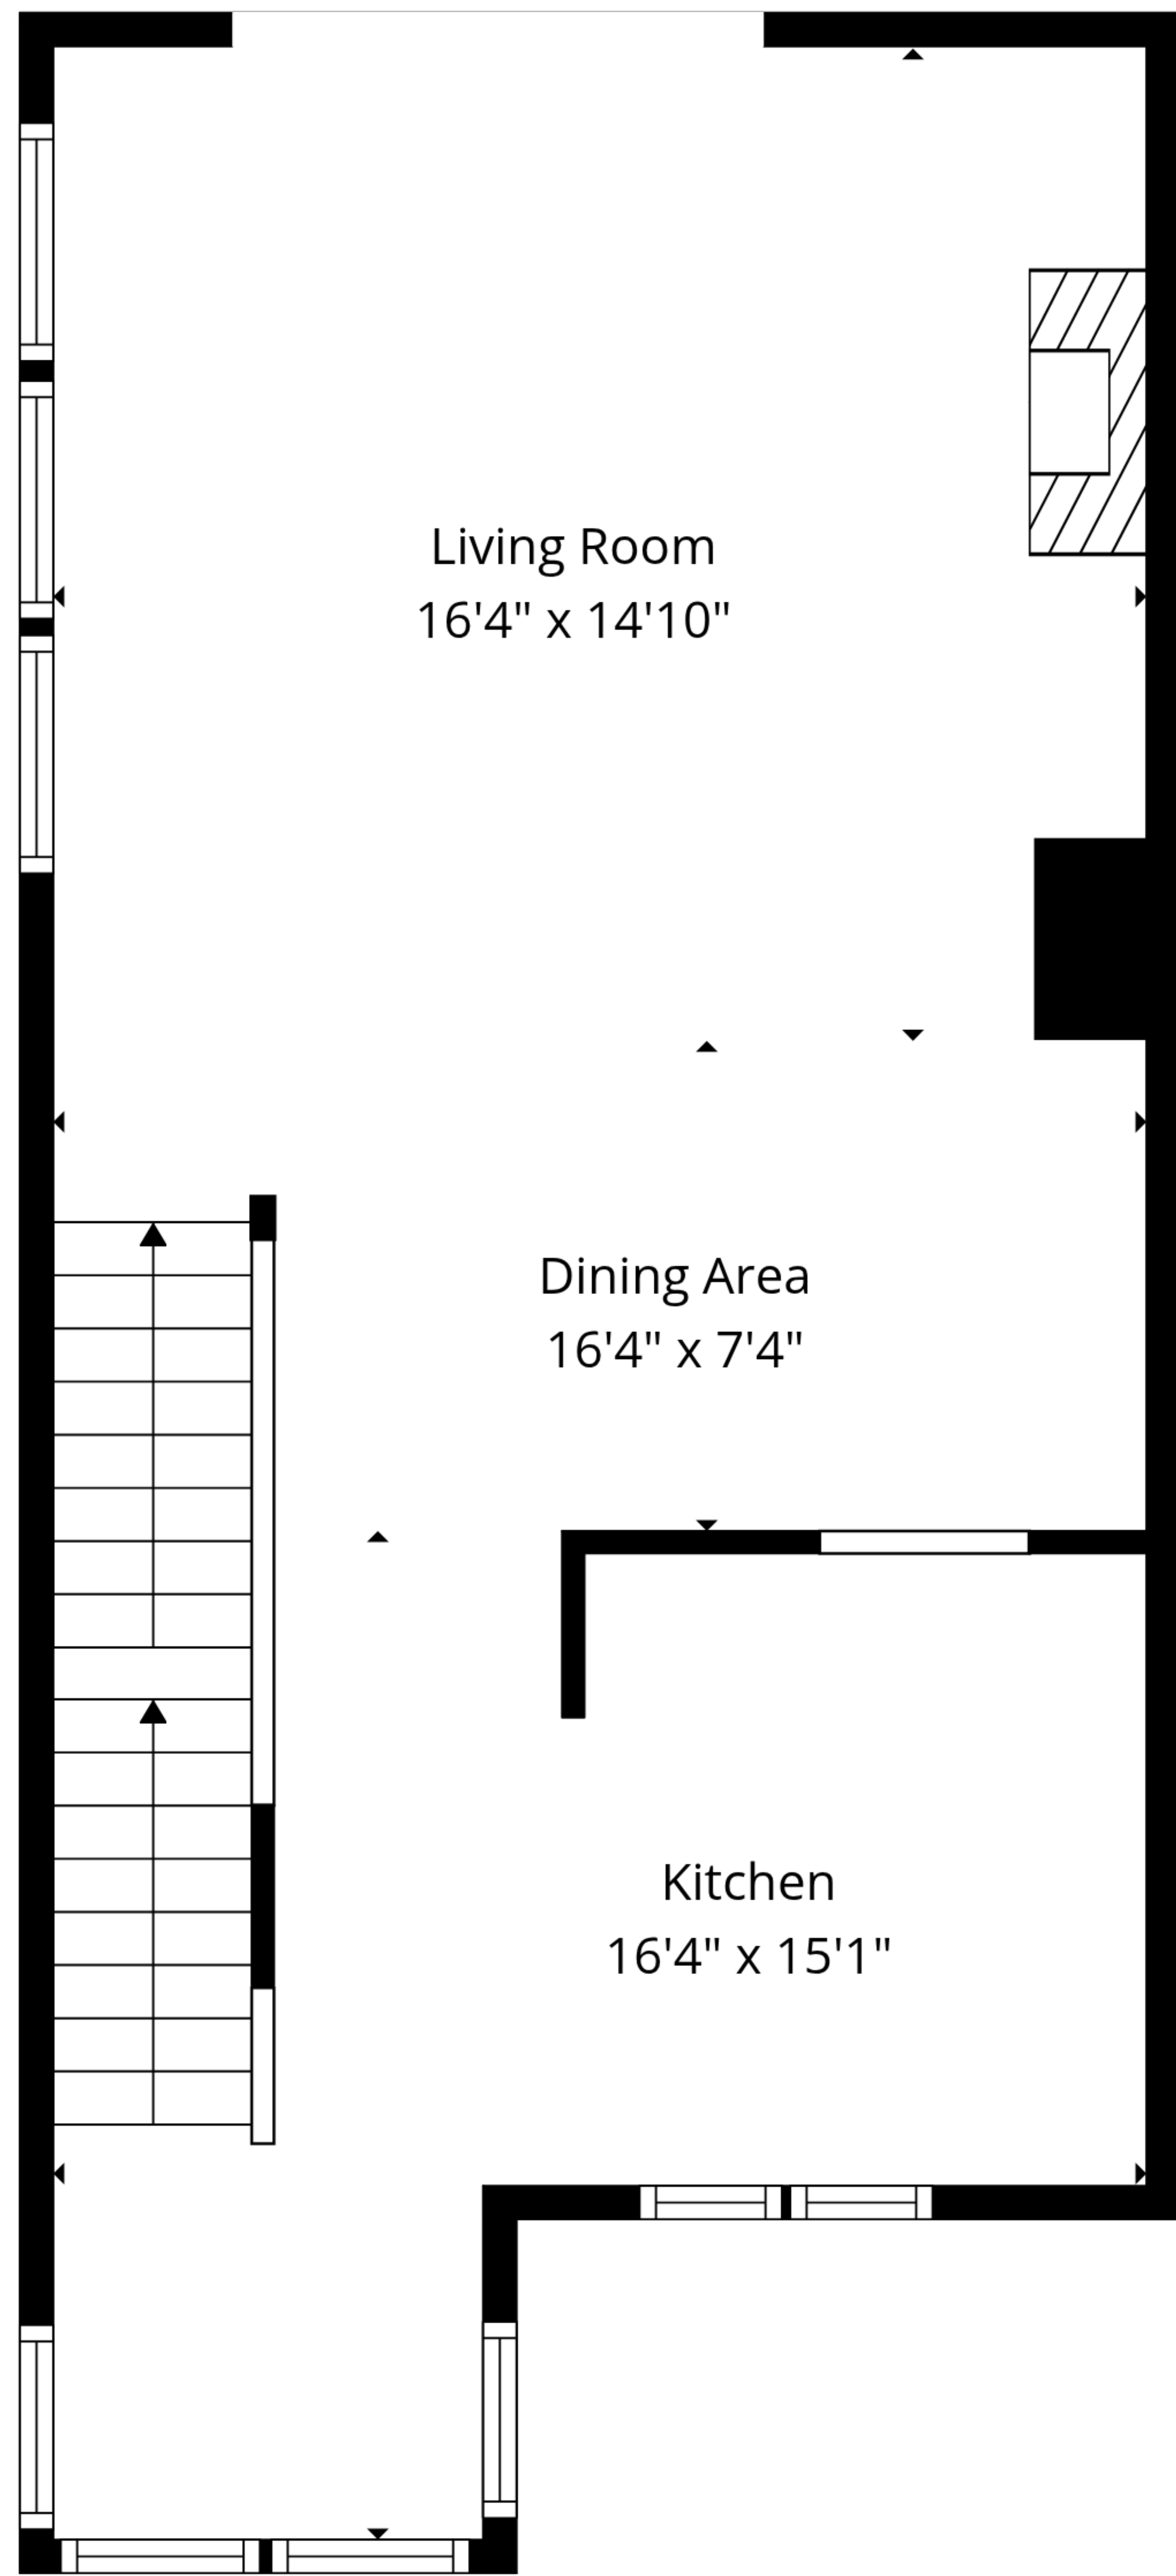 Living Room
16'4" x 14'10"
Dining Area
16'4" x 7'4"
Kitchen
16'4" x 15'1"